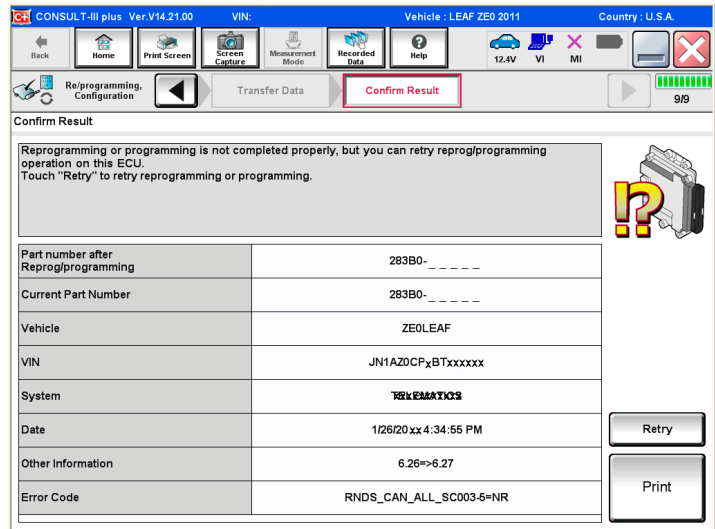 C+ CONSULT-III plus Ver.V14.21.00 VIN: Vehicle : LEAF ZE0 2011 Country : U.S.A.
Back Home Print Screen Screen Capture Measurement Mode Recorded Data Help 12.4V VI MI
Re/programming, Configuration Transfer Data Confirm Result 9/9
Confirm Result
Reprogramming or programming is not completed properly, but you can retry reprog/programming
operation on this ECU.
Touch "Retry" to retry reprogramming or programming.
!?
Part number after Reprog/programming 283B0-_ _ _ _ _
Current Part Number 283B0-_ _ _ _ _
Vehicle ZE0LEAF
VIN JN1AZ0CPxBTxxxxxx
System
Date 1/26/20xx 4:34:55 PM
Retry
Other Information 6.26=>6.27
Error Code RNDS_CAN_ALL_SC003-5=NR
Print